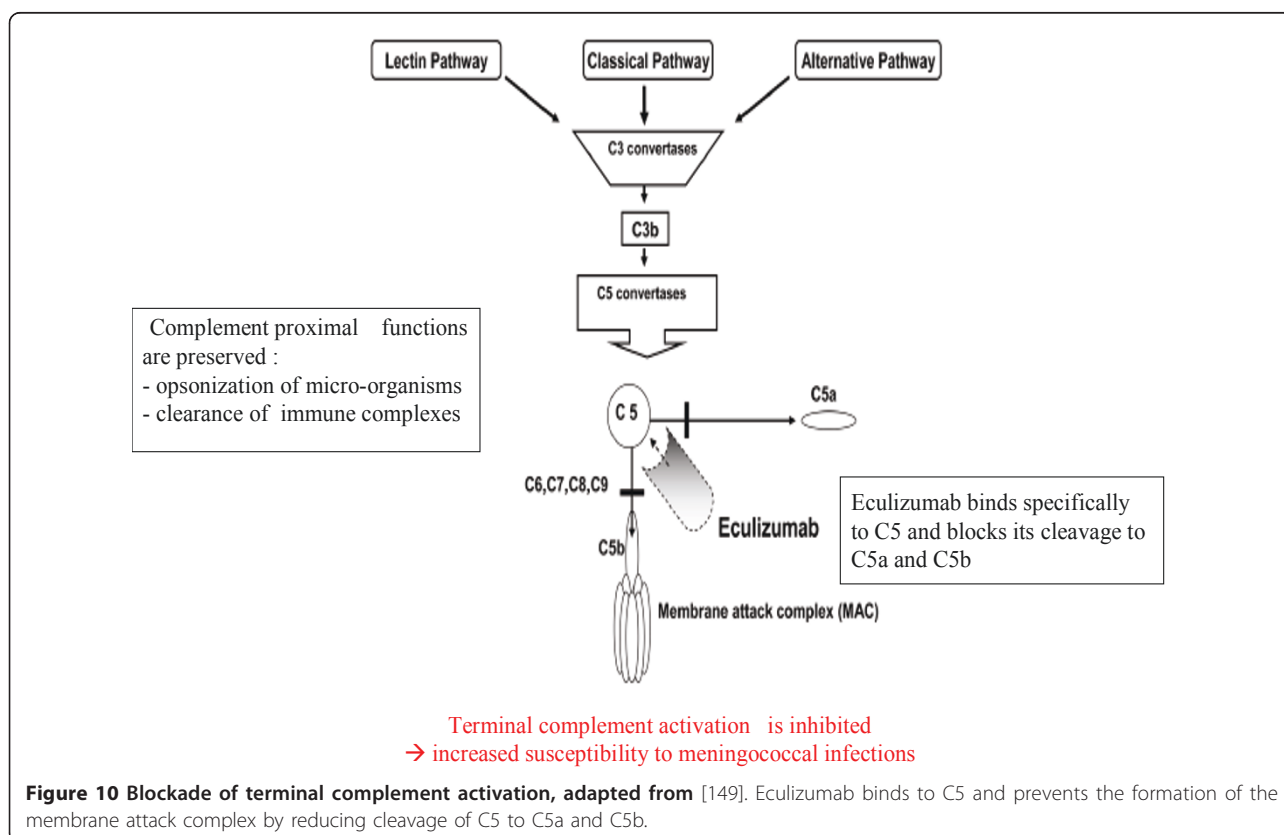 Lectin Pathway
Classical Pathway
Alternative Pathway
C3 convertases
C3b
C5 convertases
Complement proximal functions
are preserved :
- opsonization of micro-organisms
- clearance of immune complexes
C 5
C5a
C6,C7,C8,C9
Eculizumab
C5b
Eculizumab binds specifically
to C5 and blocks its cleavage to
C5a and C5b
Membrane attack complex (MAC)
Terminal complement activation is inhibited
→ increased susceptibility to meningococcal infections
Figure 10 Blockade of terminal complement activation, adapted from [149]. Eculizumab binds to C5 and prevents the formation of the
membrane attack complex by reducing cleavage of C5 to C5a and C5b.